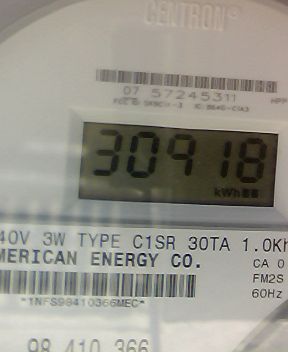 CENTRON®
07 57245311
30918
kWh
40V 3W TYPE C1SR 30TA 1.0Kh
MERICAN ENERGY CO.
CA 0
FM2S
*1NFS98410366MEC*
60Hz
98 410 366